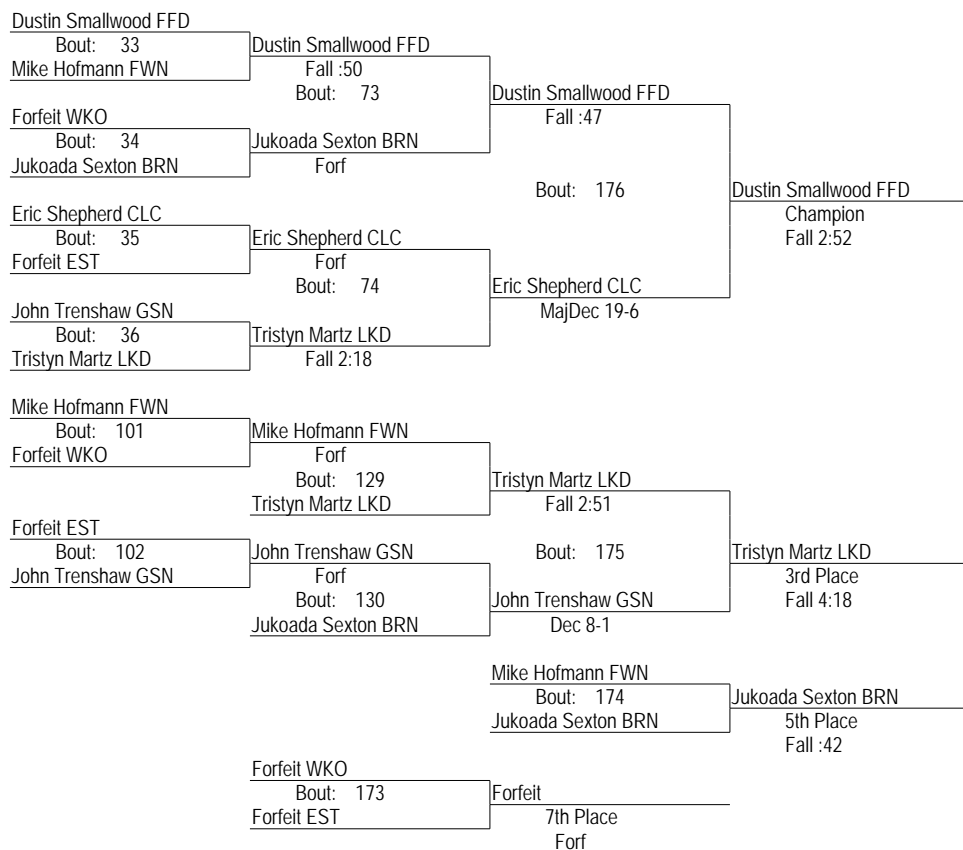 Dustin Smallwood FFD
Bout: 33
Mike Hofmann FWN
Dustin Smallwood FFD
Fall :50
Bout: 73
Forfeit WKO
Bout: 34
Jukoada Sexton BRN
Jukoada Sexton BRN
Forf
Dustin Smallwood FFD
Fall :47
Bout: 176
Eric Shepherd CLC
Bout: 35
Forfeit EST
Eric Shepherd CLC
Forf
Bout: 74
John Trenshaw GSN
Bout: 36
Tristyn Martz LKD
Tristyn Martz LKD
Fall 2:18
Eric Shepherd CLC
MajDec 19-6
Dustin Smallwood FFD
Champion
Fall 2:52
Mike Hofmann FWN
Bout: 101
Forfeit WKO
Mike Hofmann FWN
Forf
Bout: 129
Tristyn Martz LKD
Tristyn Martz LKD
Fall 2:51
Bout: 175
Forfeit EST
Bout: 102
John Trenshaw GSN
John Trenshaw GSN
Forf
Bout: 130
Jukoada Sexton BRN
John Trenshaw GSN
Dec 8-1
Tristyn Martz LKD
3rd Place
Fall 4:18
Mike Hofmann FWN
Bout: 174
Jukoada Sexton BRN
Jukoada Sexton BRN
5th Place
Fall :42
Forfeit WKO
Bout: 173
Forfeit EST
Forfeit
7th Place
Forf